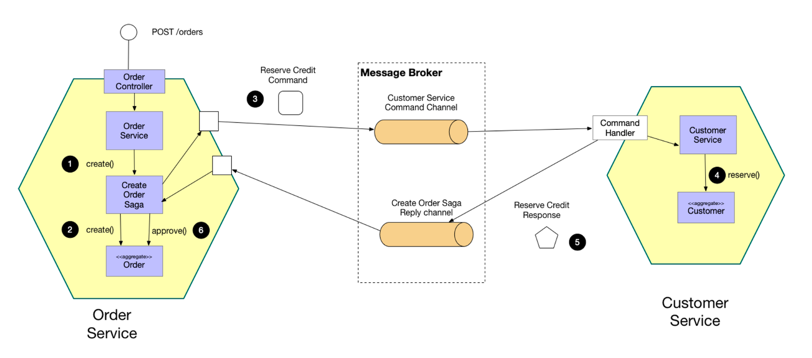 POST /orders
Order
Controller
Order
Service
1
create()
Create
Order
Saga
2
create()
approve()
6
<<aggregate>>
Order
Order
Service
Reserve Credit
Command
3
Message Broker
Customer Service
Command Channel
Create Order Saga
Reply channel
Reserve Credit
Response
5
Command
Handler
Customer
Service
4
reserve()
<<aggregate>>
Customer
Customer
Service